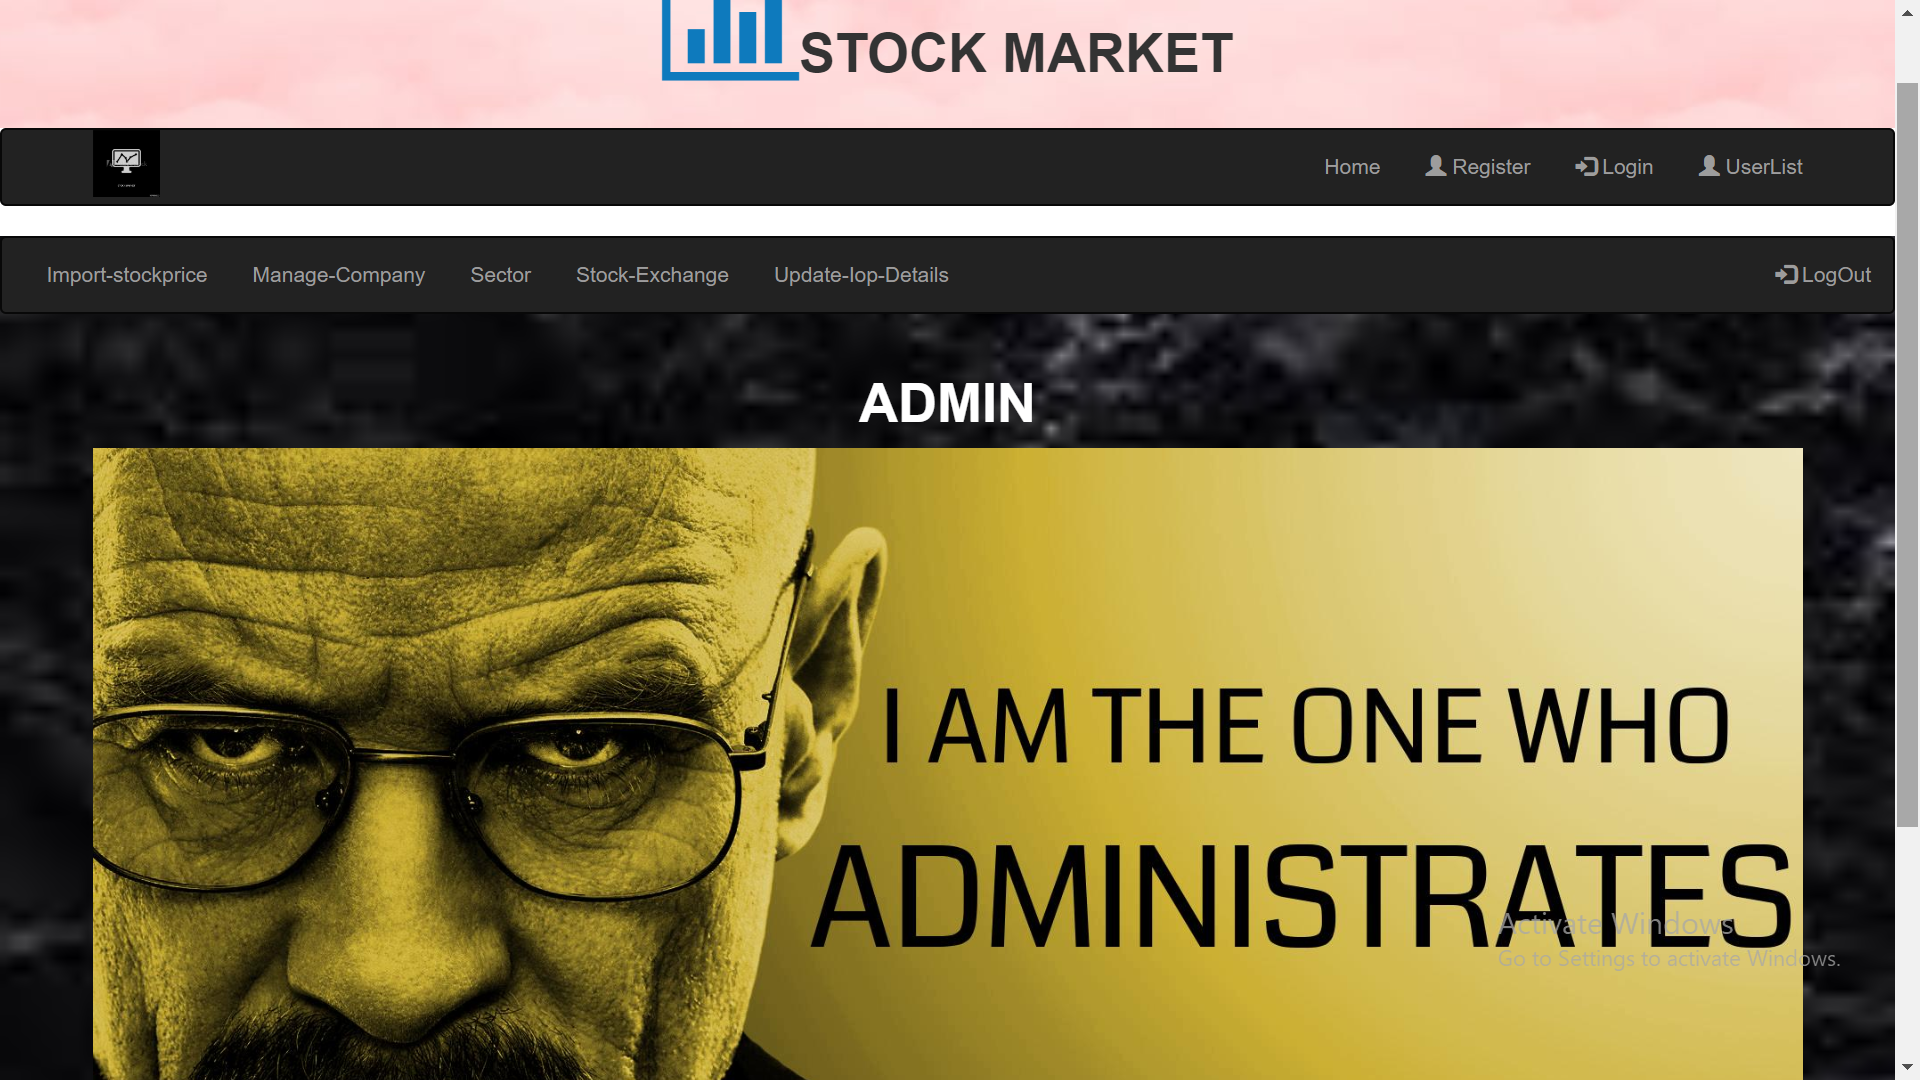 STOCK MARKET
Home Register Login UserList
Import-stockprice Manage-Company Sector Stock-Exchange Update-Iop-Details LogOut
ADMIN
I AM THE ONE WHO
ADMINISTRATES
Activate Windows
Go to Settings to activate Windows.